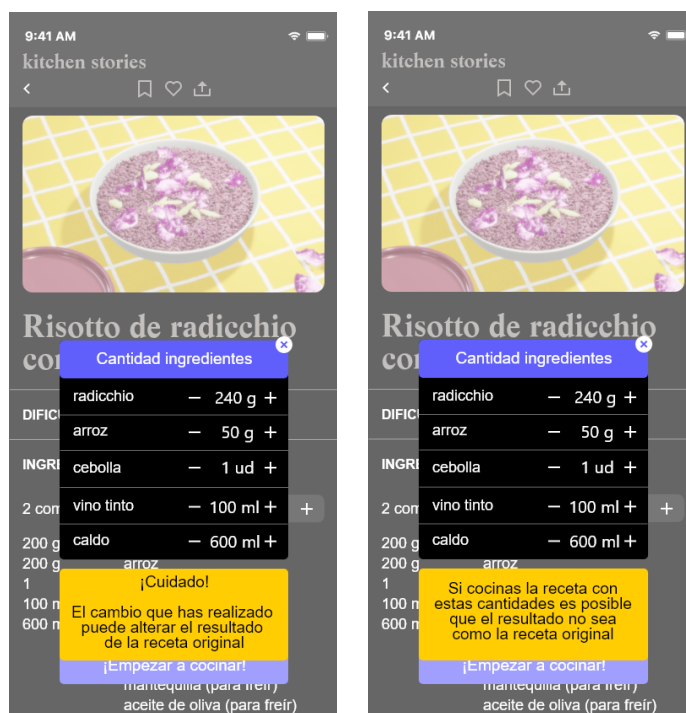 9:41 AM
kitchen stories
Risotto de radicchio
Cantidad ingredientes
radicchio − 240 g +
DIFIC
arroz − 50 g +
INGRE
cebolla − 1 ud +
2 com
vino tinto − 100 ml +
+
200 g
caldo − 600 ml +
200 g
arroz
1
¡Cuidado!
100 m
El cambio que has realizado
600 m
puede alterar el resultado
de la receta original
¡Empezar a cocinar!
mantequilla (para freír)
aceite de oliva (para freír)
9:41 AM
kitchen stories
Risotto de radicchio
Cantidad ingredientes
radicchio − 240 g +
DIFIC
arroz − 50 g +
INGRE
cebolla − 1 ud +
2 com
vino tinto − 100 ml +
+
200 g
caldo − 600 ml +
200 g
arroz
1
Si cocinas la receta con
100 m
estas cantidades es posible
600 m
que el resultado no sea
como la receta original
¡Empezar a cocinar!
mantequilla (para freír)
aceite de oliva (para freír)